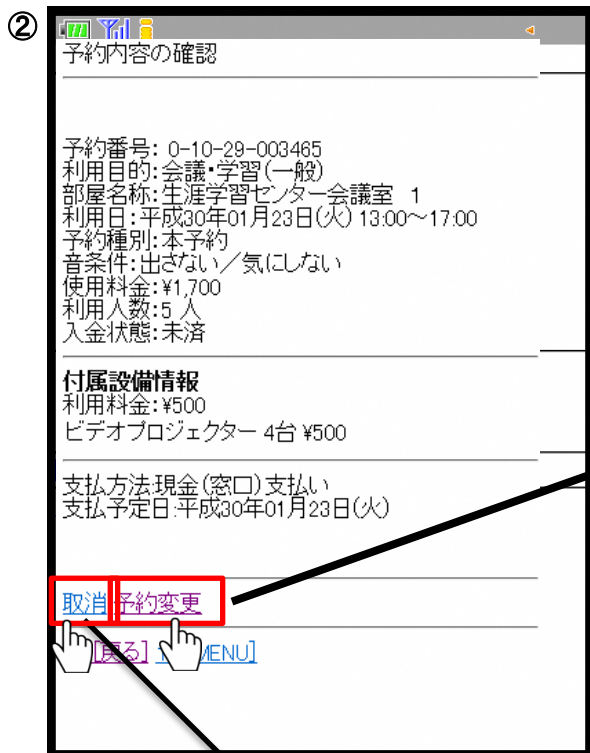 ②
予約内容の確認
予約番号: 0-10-29-003465
利用目的:会議・学習(一般)
部屋名称:生涯学習センター会議室 1
利用日:平成30年01月23日(火) 13:00～17:00
予約種別:本予約
音条件:出さない／気にしない
使用料金:¥1,700
利用人数:5 人
入金状態:未済
付属設備情報
利用料金:¥500
ビデオプロジェクター 4台 ¥500
支払方法:現金(窓口)支払い
支払予定日:平成30年01月23日(火)
取消 予約変更
[戻る] MENU]